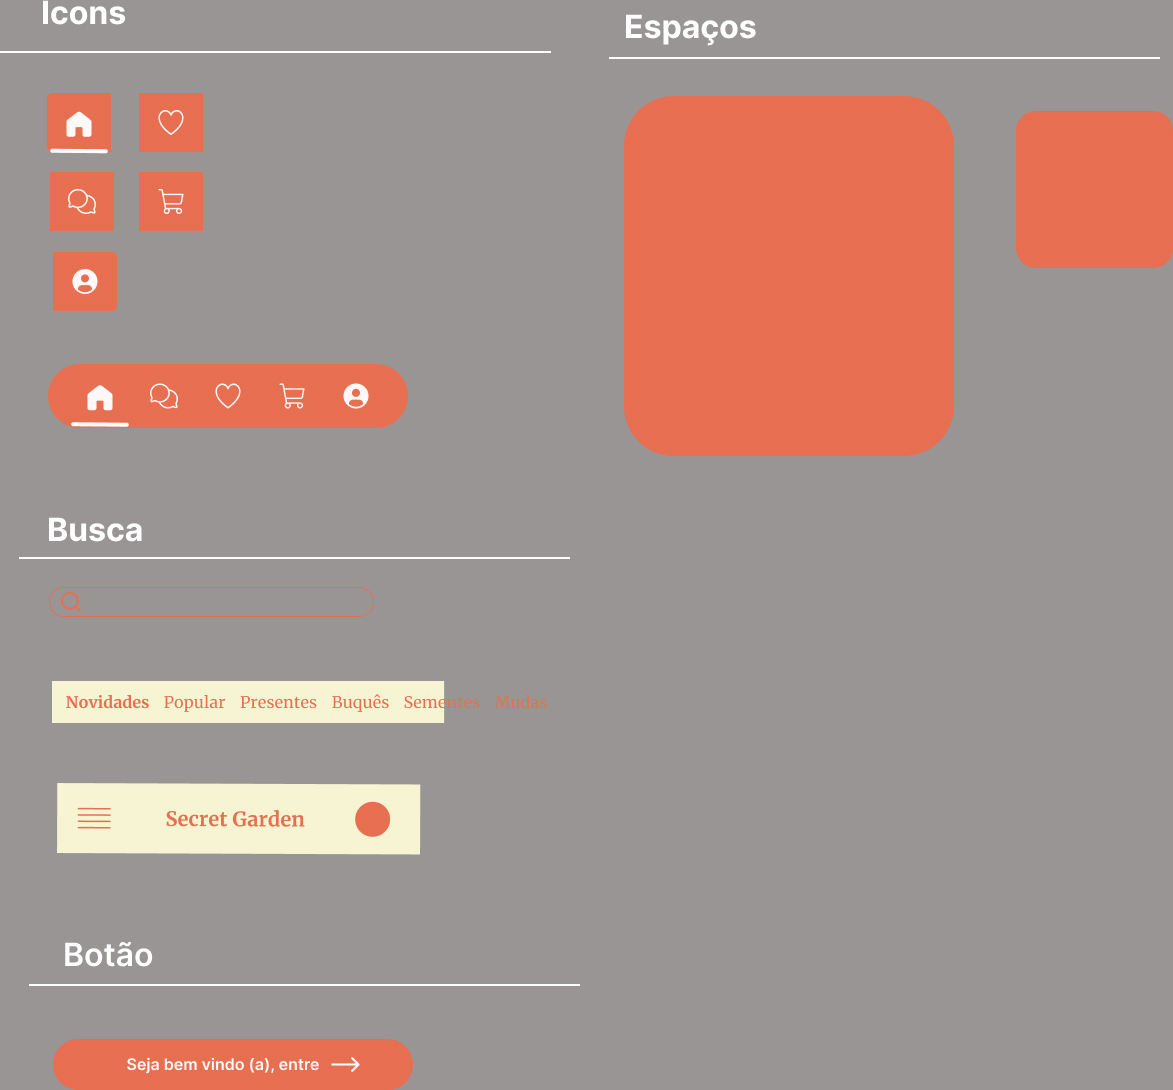 Icons
Espaços
Busca
Novidades Popular Presentes Buquês Sementes Mudas
Secret Garden
Botão
Seja bem vindo (a), entre